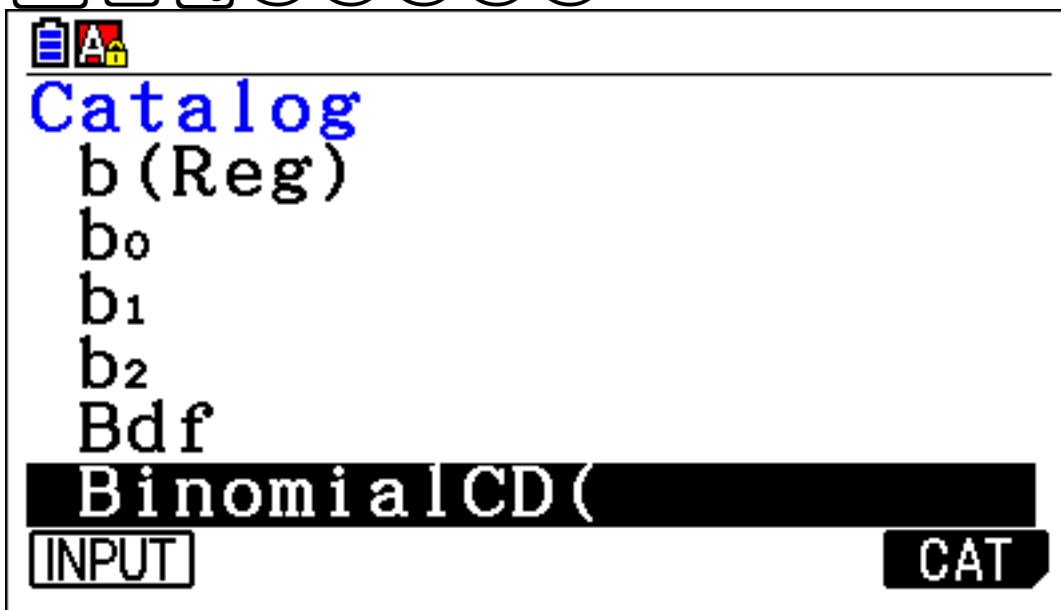 A
Catalog
b(Reg)
b₀
b₁
b₂
Bdf
BinomialCD(
INPUT CAT